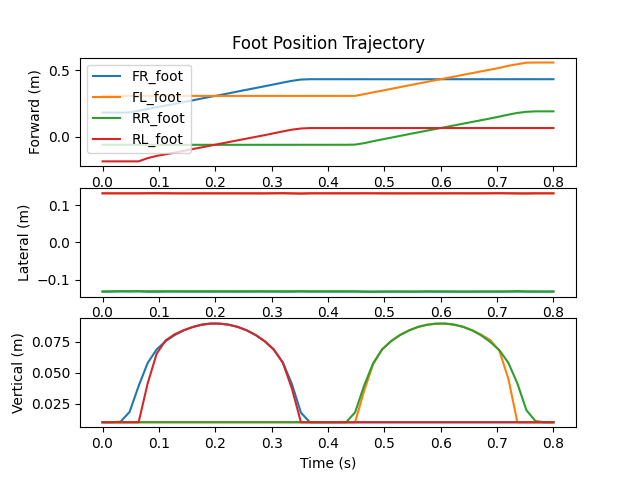 Foot Position Trajectory
Forward (m)
0.5
0.0
FR_foot
FL_foot
RR_foot
RL_foot
0.0 0.1 0.2 0.3 0.4 0.5 0.6 0.7 0.8
Lateral (m)
0.1
0.0
−0.1
0.0 0.1 0.2 0.3 0.4 0.5 0.6 0.7 0.8
Vertical (m)
0.075
0.050
0.025
0.0 0.1 0.2 0.3 0.4 0.5 0.6 0.7 0.8
Time (s)